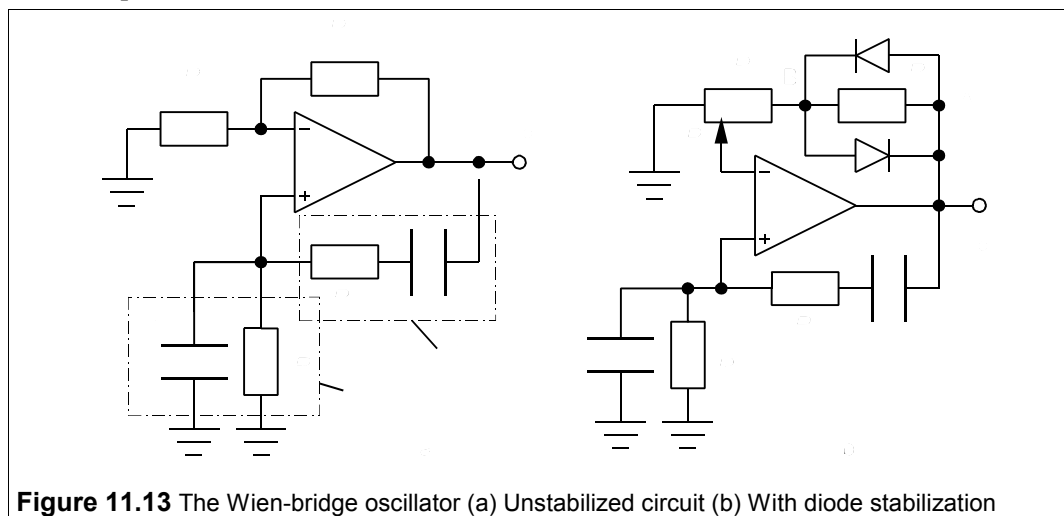 −
+
−
+
Figure 11.13 The Wien-bridge oscillator (a) Unstabilized circuit (b) With diode stabilization